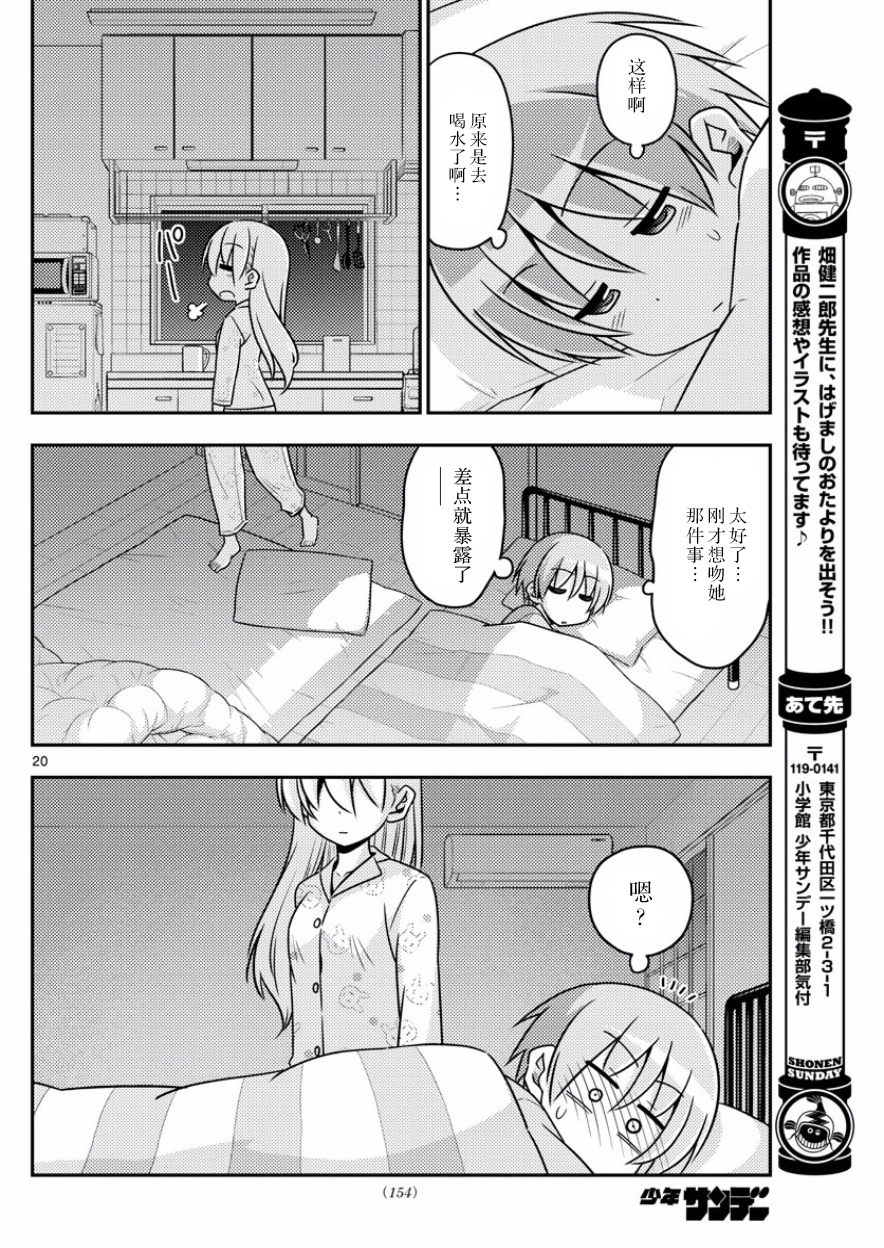 这样啊
原来是去
喝水了啊…
パァ
太好了…
刚才想吻她
那件事…
差点就暴露了
——
20
嗯？
(154)
少年サンデー
〒
畑健二郎先生に、はげましのおたよりを出そう!!
作品の感想やイラストも待ってます♪
あて先
〒
119-0141
東京都千代田区一ツ橋2-3-1
小学館 少年サンデー編集部気付
SHONEN
SUNDAY